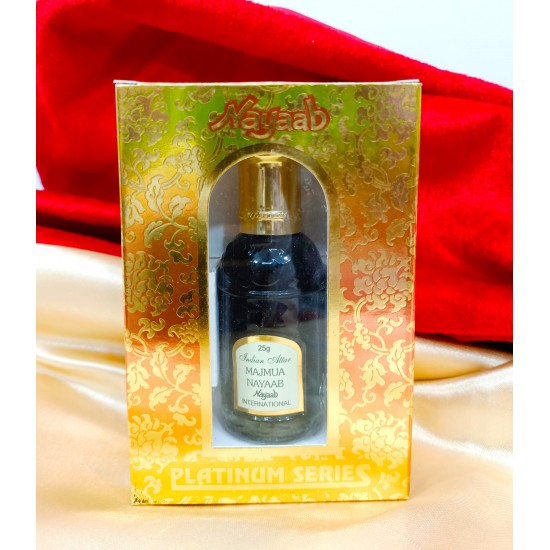 Nayaab
25g
Indian Attar
MAJMUA
NAYAAB
Nayaab
INTERNATIONAL
PLATINUM SERIES